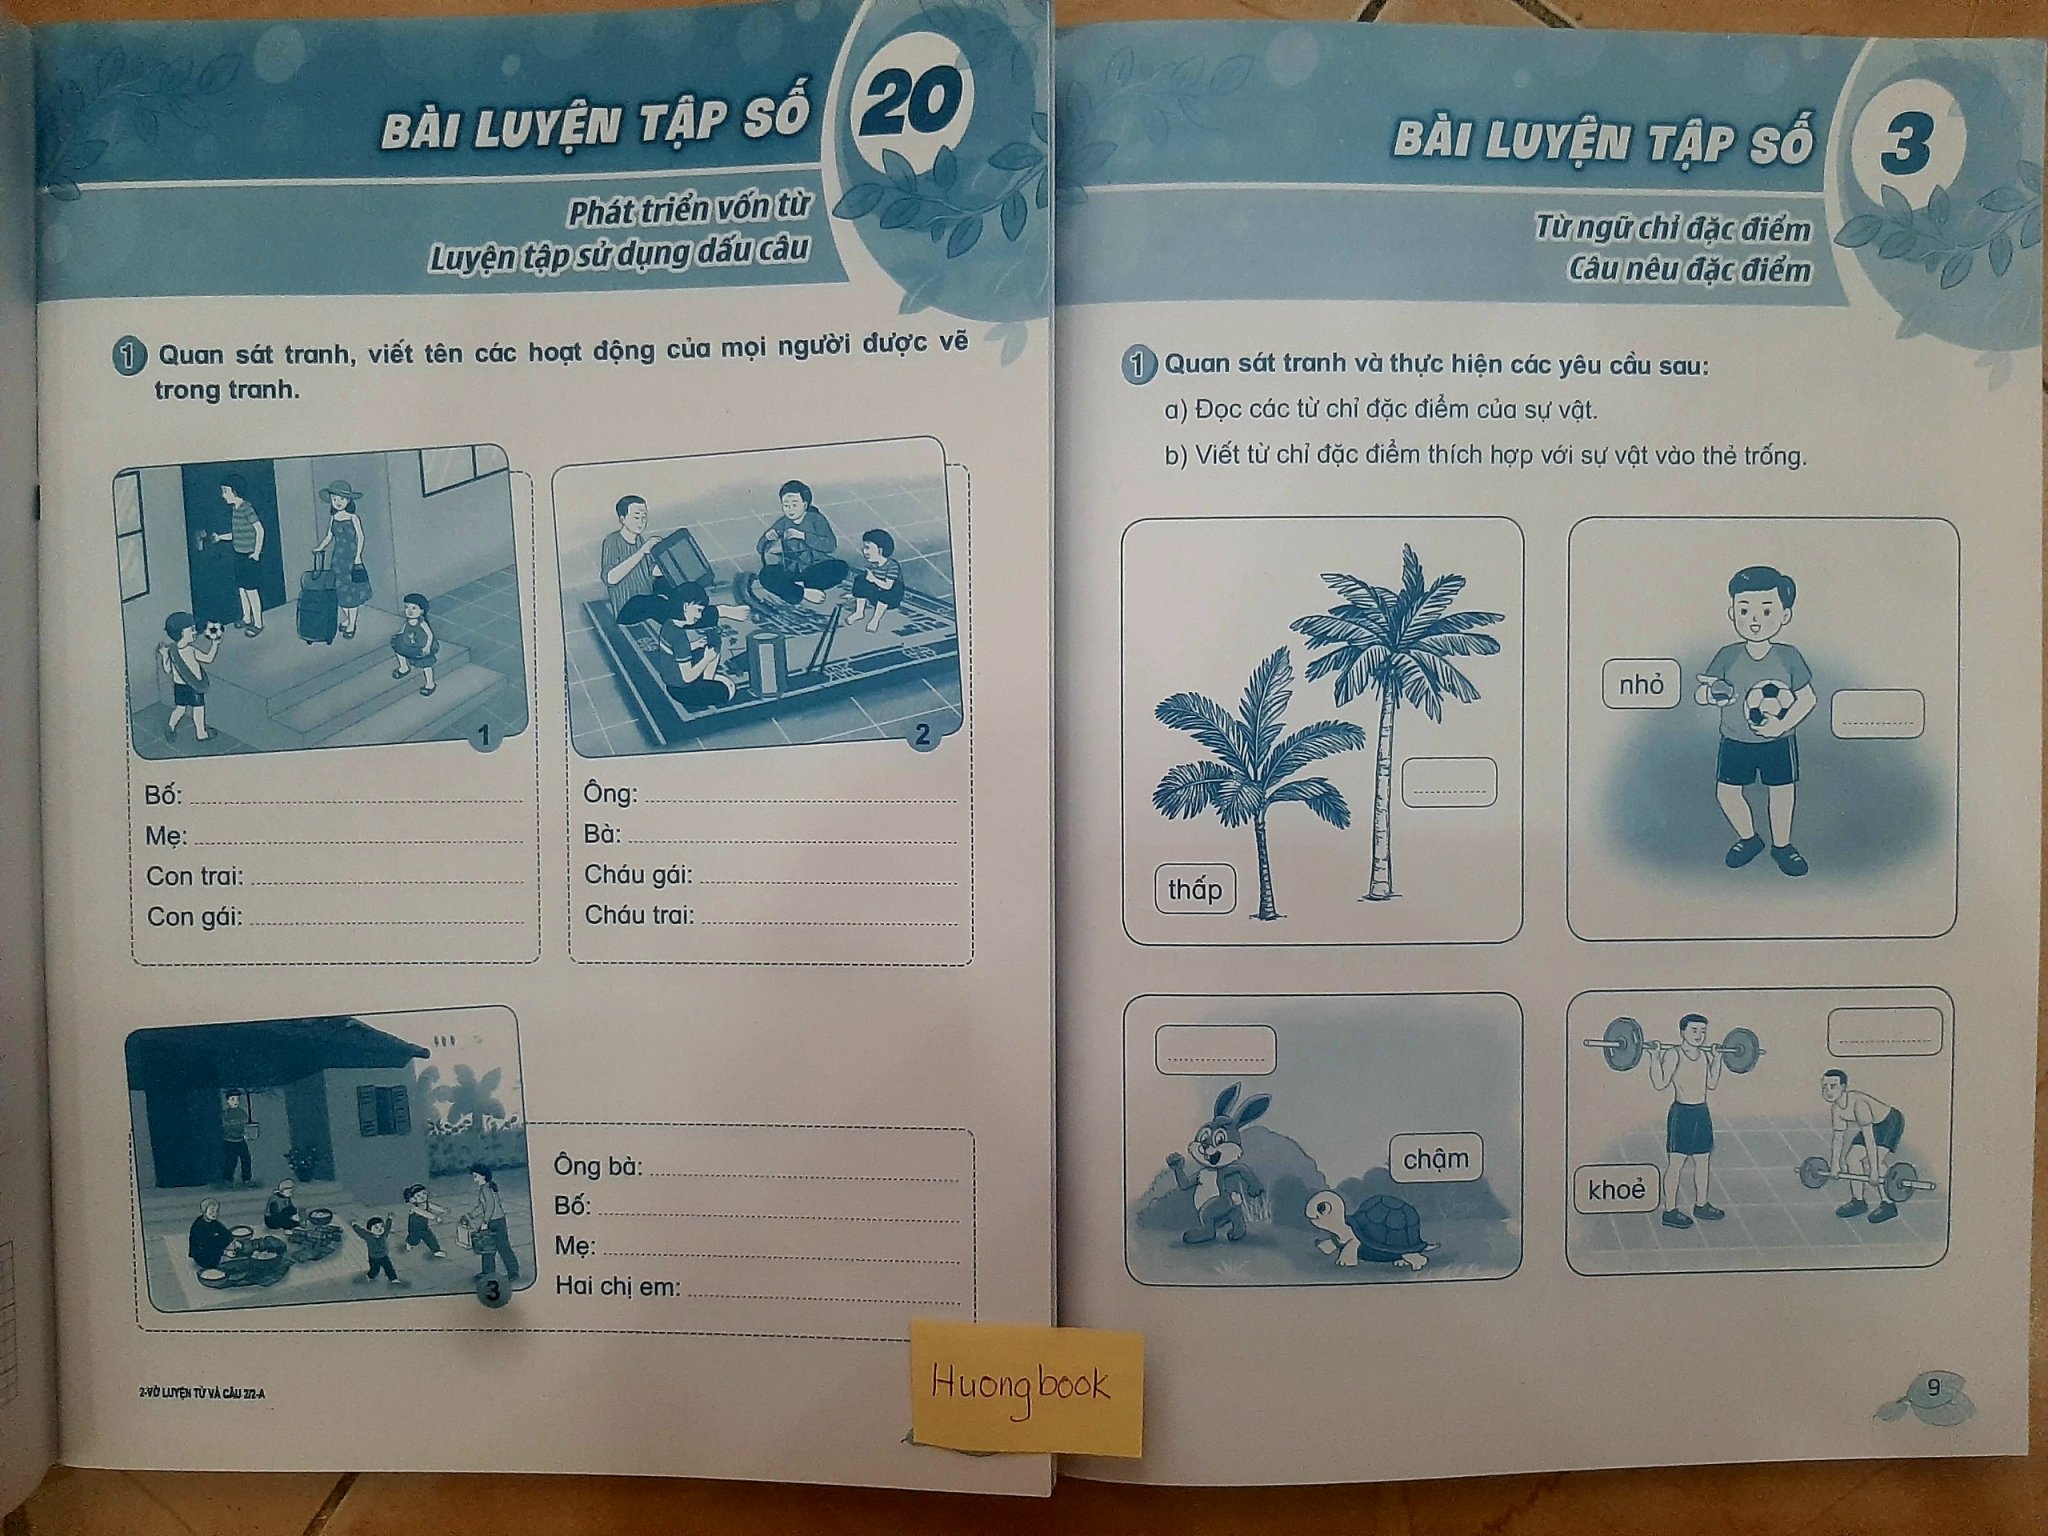 BÀI LUYỆN TẬP SỐ 20
Phát triển vốn từ
Luyện tập sử dụng dấu câu
1 Quan sát tranh, viết tên các hoạt động của mọi người được vẽ
trong tranh.
1
Bố:
Mẹ:
Con trai:
Con gái:
2
Ông:
Bà:
Cháu gái:
Cháu trai:
3
Ông bà:
Bố:
Mẹ:
Hai chị em:
2-VỞ LUYỆN TỪ VÀ CÂU 2/2-A
Huongbook
BÀI LUYỆN TẬP SỐ 3
Từ ngữ chỉ đặc điểm
Câu nêu đặc điểm
1 Quan sát tranh và thực hiện các yêu cầu sau:
a) Đọc các từ chỉ đặc điểm của sự vật.
b) Viết từ chỉ đặc điểm thích hợp với sự vật vào thẻ trống.
thấp
nhỏ
chậm
khoẻ
9